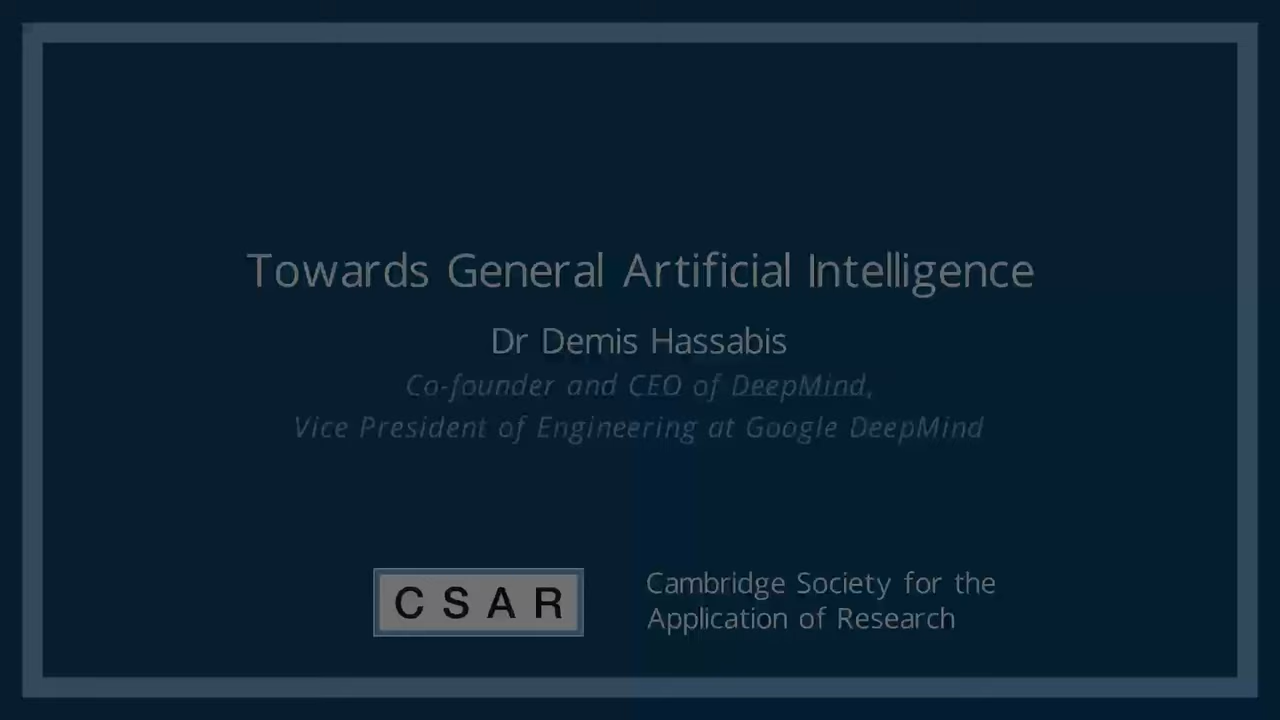 Towards General Artificial Intelligence
Dr Demis Hassabis
Co-founder and CEO of DeepMind,
Vice President of Engineering at Google DeepMind
CSAR
Cambridge Society for the
Application of Research